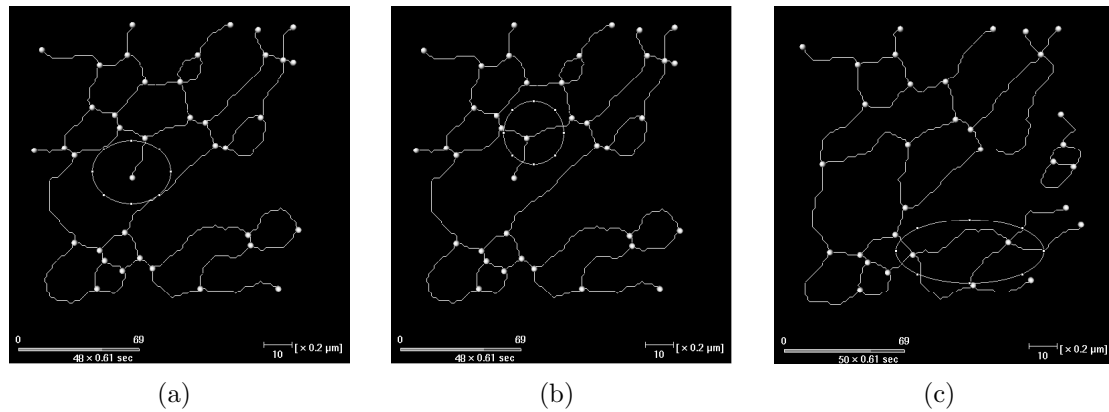 0 69
48 × 0.61 sec
10 [ × 0.2 µm]
0 69
48 × 0.61 sec
10 [ × 0.2 µm]
0 69
50 × 0.61 sec
10 [ × 0.2 µm]
(a) (b) (c)